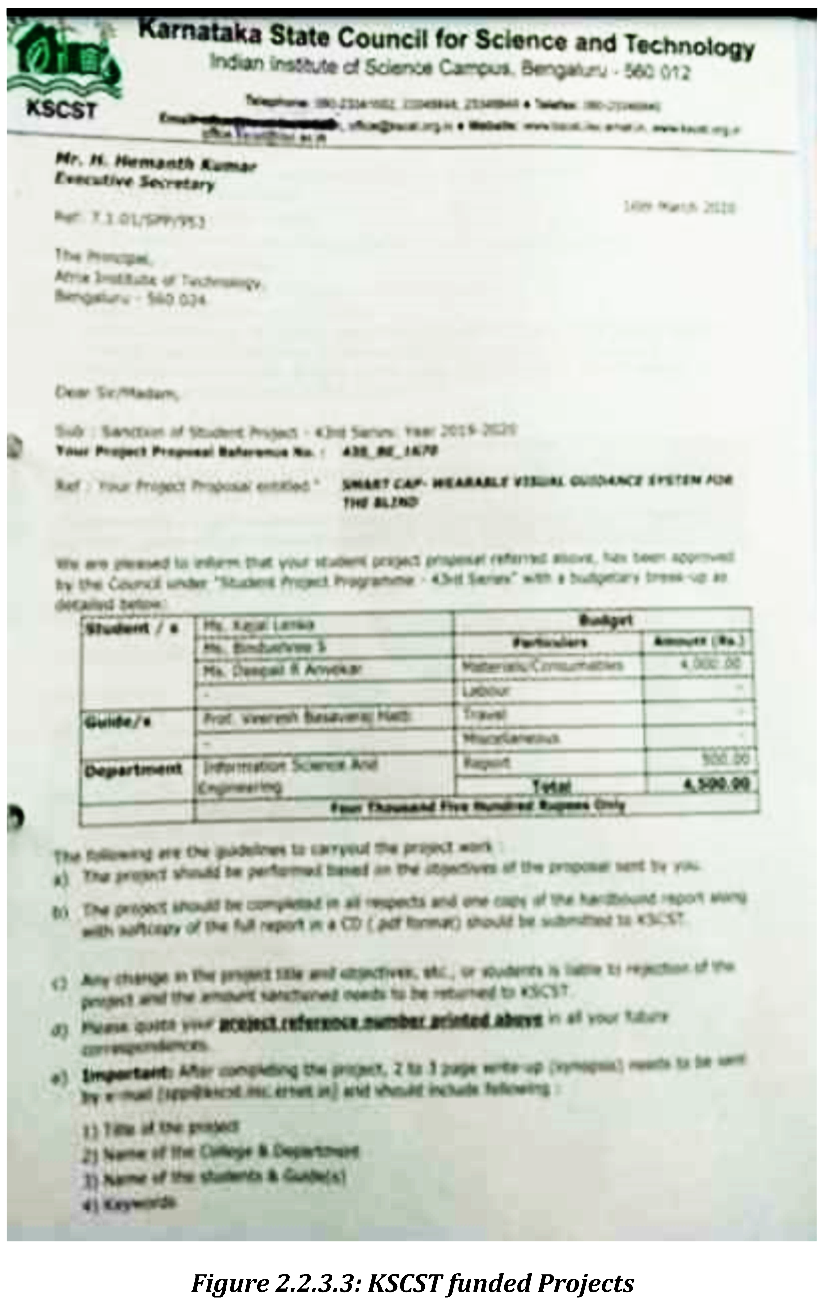 Karnataka State Council for Science and Technology
Indian Institute of Science Campus, Bengaluru - 560 012
KSCST
Telephone: 080-23341652, 23348848, 23348849 ● Telefax: 080-23348840
Email: office@kscst.org.in ● Website: www.kscst.iisc.ernet.in, www.kscst.org.in
Mr. H. Hemanth Kumar
Executive Secretary
16th March 2020
Ref: 7.1.01/SPP/953
The Principal,
Atria Institute of Technology,
Bengaluru - 560 024.
Dear Sir/Madam,
Sub : Sanction of Student Project - 43rd Series: Year 2019-2020
Your Project Proposal Reference No. : 43S_BE_1670
Ref : Your Project Proposal entitled " SMART CAP- WEARABLE VISUAL GUIDANCE SYSTEM FOR
THE BLIND
We are pleased to inform that your student project proposal referred above, has been approved
by the Council under "Student Project Programme - 43rd Series" with a budgetary break-up as
detailed below:
Student / s Ms. Kajal Lenka Budget
Ms. Bindushree S Particulars Amount (Rs.)
Ms. Deepali R Anvekar Materials/Consumables 4,000.00
- Labour -
Guide/s Prof. Veeresh Basavaraj Hatti Travel -
- Miscellaneous -
Department Information Science And Report 500.00
Engineering Total 4,500.00
Four Thousand Five Hundred Rupees Only
The following are the guidelines to carryout the project work :
a) The project should be performed based on the objectives of the proposal sent by you.
b) The project should be completed in all respects and one copy of the hardbound report along
with softcopy of the full report in a CD (.pdf format) should be submitted to KSCST.
c) Any change in the project title and objectives, etc., or students is liable to rejection of the
project and the amount sanctioned needs to be returned to KSCST.
d) Please quote your project reference number printed above in all your future
correspondences.
e) Important: After completing the project, 2 to 3 page write-up (synopsis) needs to be sent
by e-mail [spp@kscst.iisc.ernet.in] and should include following :
1) Title of the project
2) Name of the College & Department
3) Name of the students & Guide(s)
4) Keywords
Figure 2.2.3.3: KSCST funded Projects